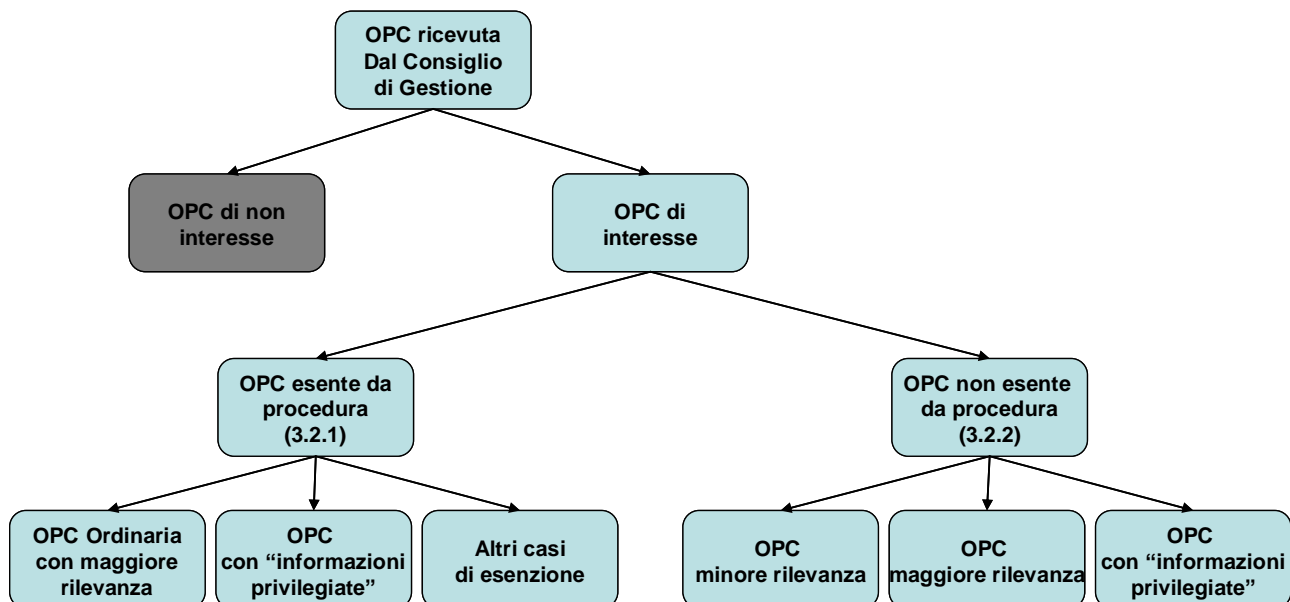 OPC ricevuta
Dal Consiglio
di Gestione
OPC di non
interesse
OPC di
interesse
OPC esente da
procedura
(3.2.1)
OPC non esente
da procedura
(3.2.2)
OPC Ordinaria
con maggiore
rilevanza
OPC
con “informazioni
privilegiate”
Altri casi
di esenzione
OPC
minore rilevanza
OPC
maggiore rilevanza
OPC
con “informazioni
privilegiate”